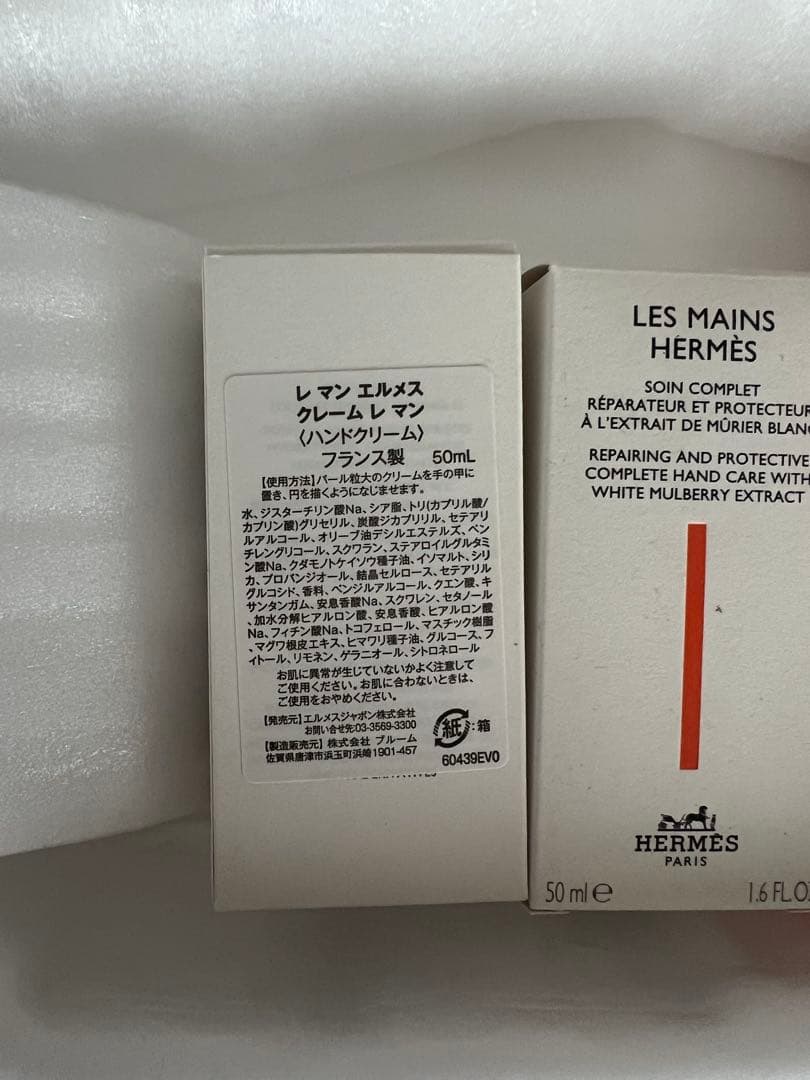 レ マン エルメス
クレーム レ マン
〈ハンドクリーム〉
フランス製 50mL
【使用方法】パール粒大のクリームを手の甲に
置き、円を描くようになじませます。
水、ジスターチリン酸Na、シア脂、トリ(カプリル酸/
カプリン酸)グリセリル、炭酸ジカプリリル、セテアリ
ルアルコール、オリーブ油デシルエステルズ、ペン
チレングリコール、スクワラン、ステアロイルグルタミ
ン酸Na、クダモノトケイソウ種子油、イソマルト、シリ
カ、プロパンジオール、結晶セルロース、セテアリル
グルコシド、香料、ベンジルアルコール、クエン酸、キ
サンタンガム、安息香酸Na、スクワレン、セタノール
、加水分解ヒアルロン酸、安息香酸、ヒアルロン酸
Na、フィチン酸Na、トコフェロール、マスチック樹脂
、マグワ根皮エキス、ヒマワリ種子油、グルコース、フ
ィトール、リモネン、ゲラニオール、シトロネロール
お肌に異常が生じていないかよく注意して
ご使用ください。お肌に合わないときは、
ご使用をおやめください。
【発売元】エルメスジャポン株式会社
お問い合せ先:03-3569-3300
【製造販売元】株式会社 ブルーム
佐賀県唐津市浜玉町浜崎1901-457
紙:箱
60439EV0
LES MAINS
HERMÈS
SOIN COMPLET
RÉPARATEUR ET PROTECTEUR
À L'EXTRAIT DE MÛRIER BLANC
REPAIRING AND PROTECTIVE
COMPLETE HAND CARE WITH
WHITE MULBERRY EXTRACT
HERMÈS
PARIS
50 ml e
1.6 FL.OZ